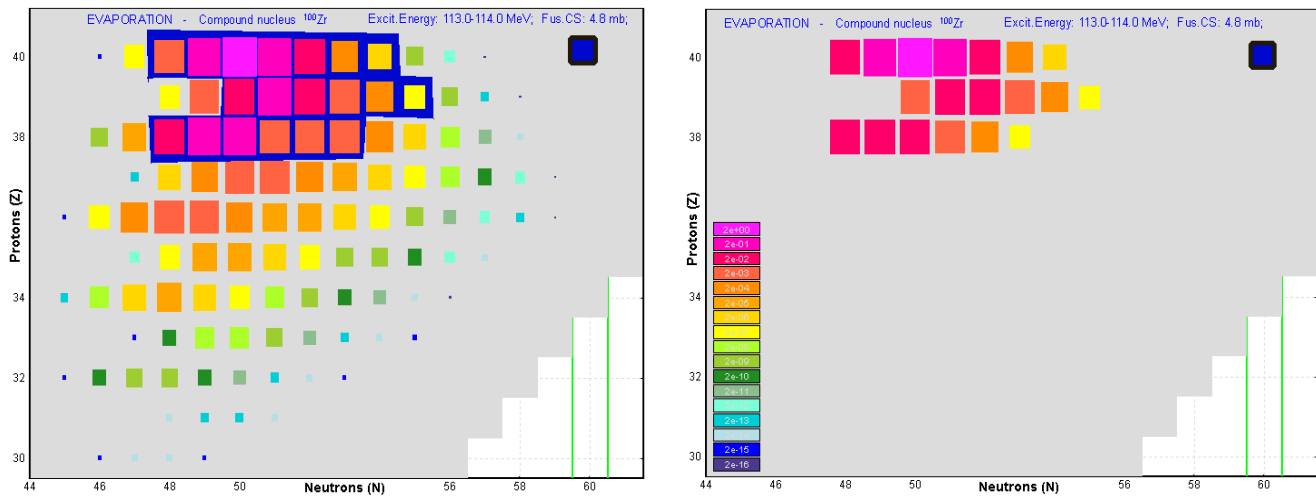 EVAPORATION - Compound nucleus ¹⁰⁰Zr
Excit.Energy: 113.0-114.0 MeV; Fus.CS: 4.8 mb;
40
38
36
34
32
30
Protons (Z)
44
46
48
50
56
58
60
Neutrons (N)
EVAPORATION - Compound nucleus ¹⁰⁰Zr
Excit.Energy: 113.0-114.0 MeV; Fus.CS: 4.8 mb;
40
38
36
34
32
30
Protons (Z)
2e+00
2e-01
2e-02
2e-03
2e-04
2e-05
2e-06
2e-08
2e-09
2e-10
2e-11
2e-13
2e-15
2e-16
44
46
48
50
56
58
60
Neutrons (N)